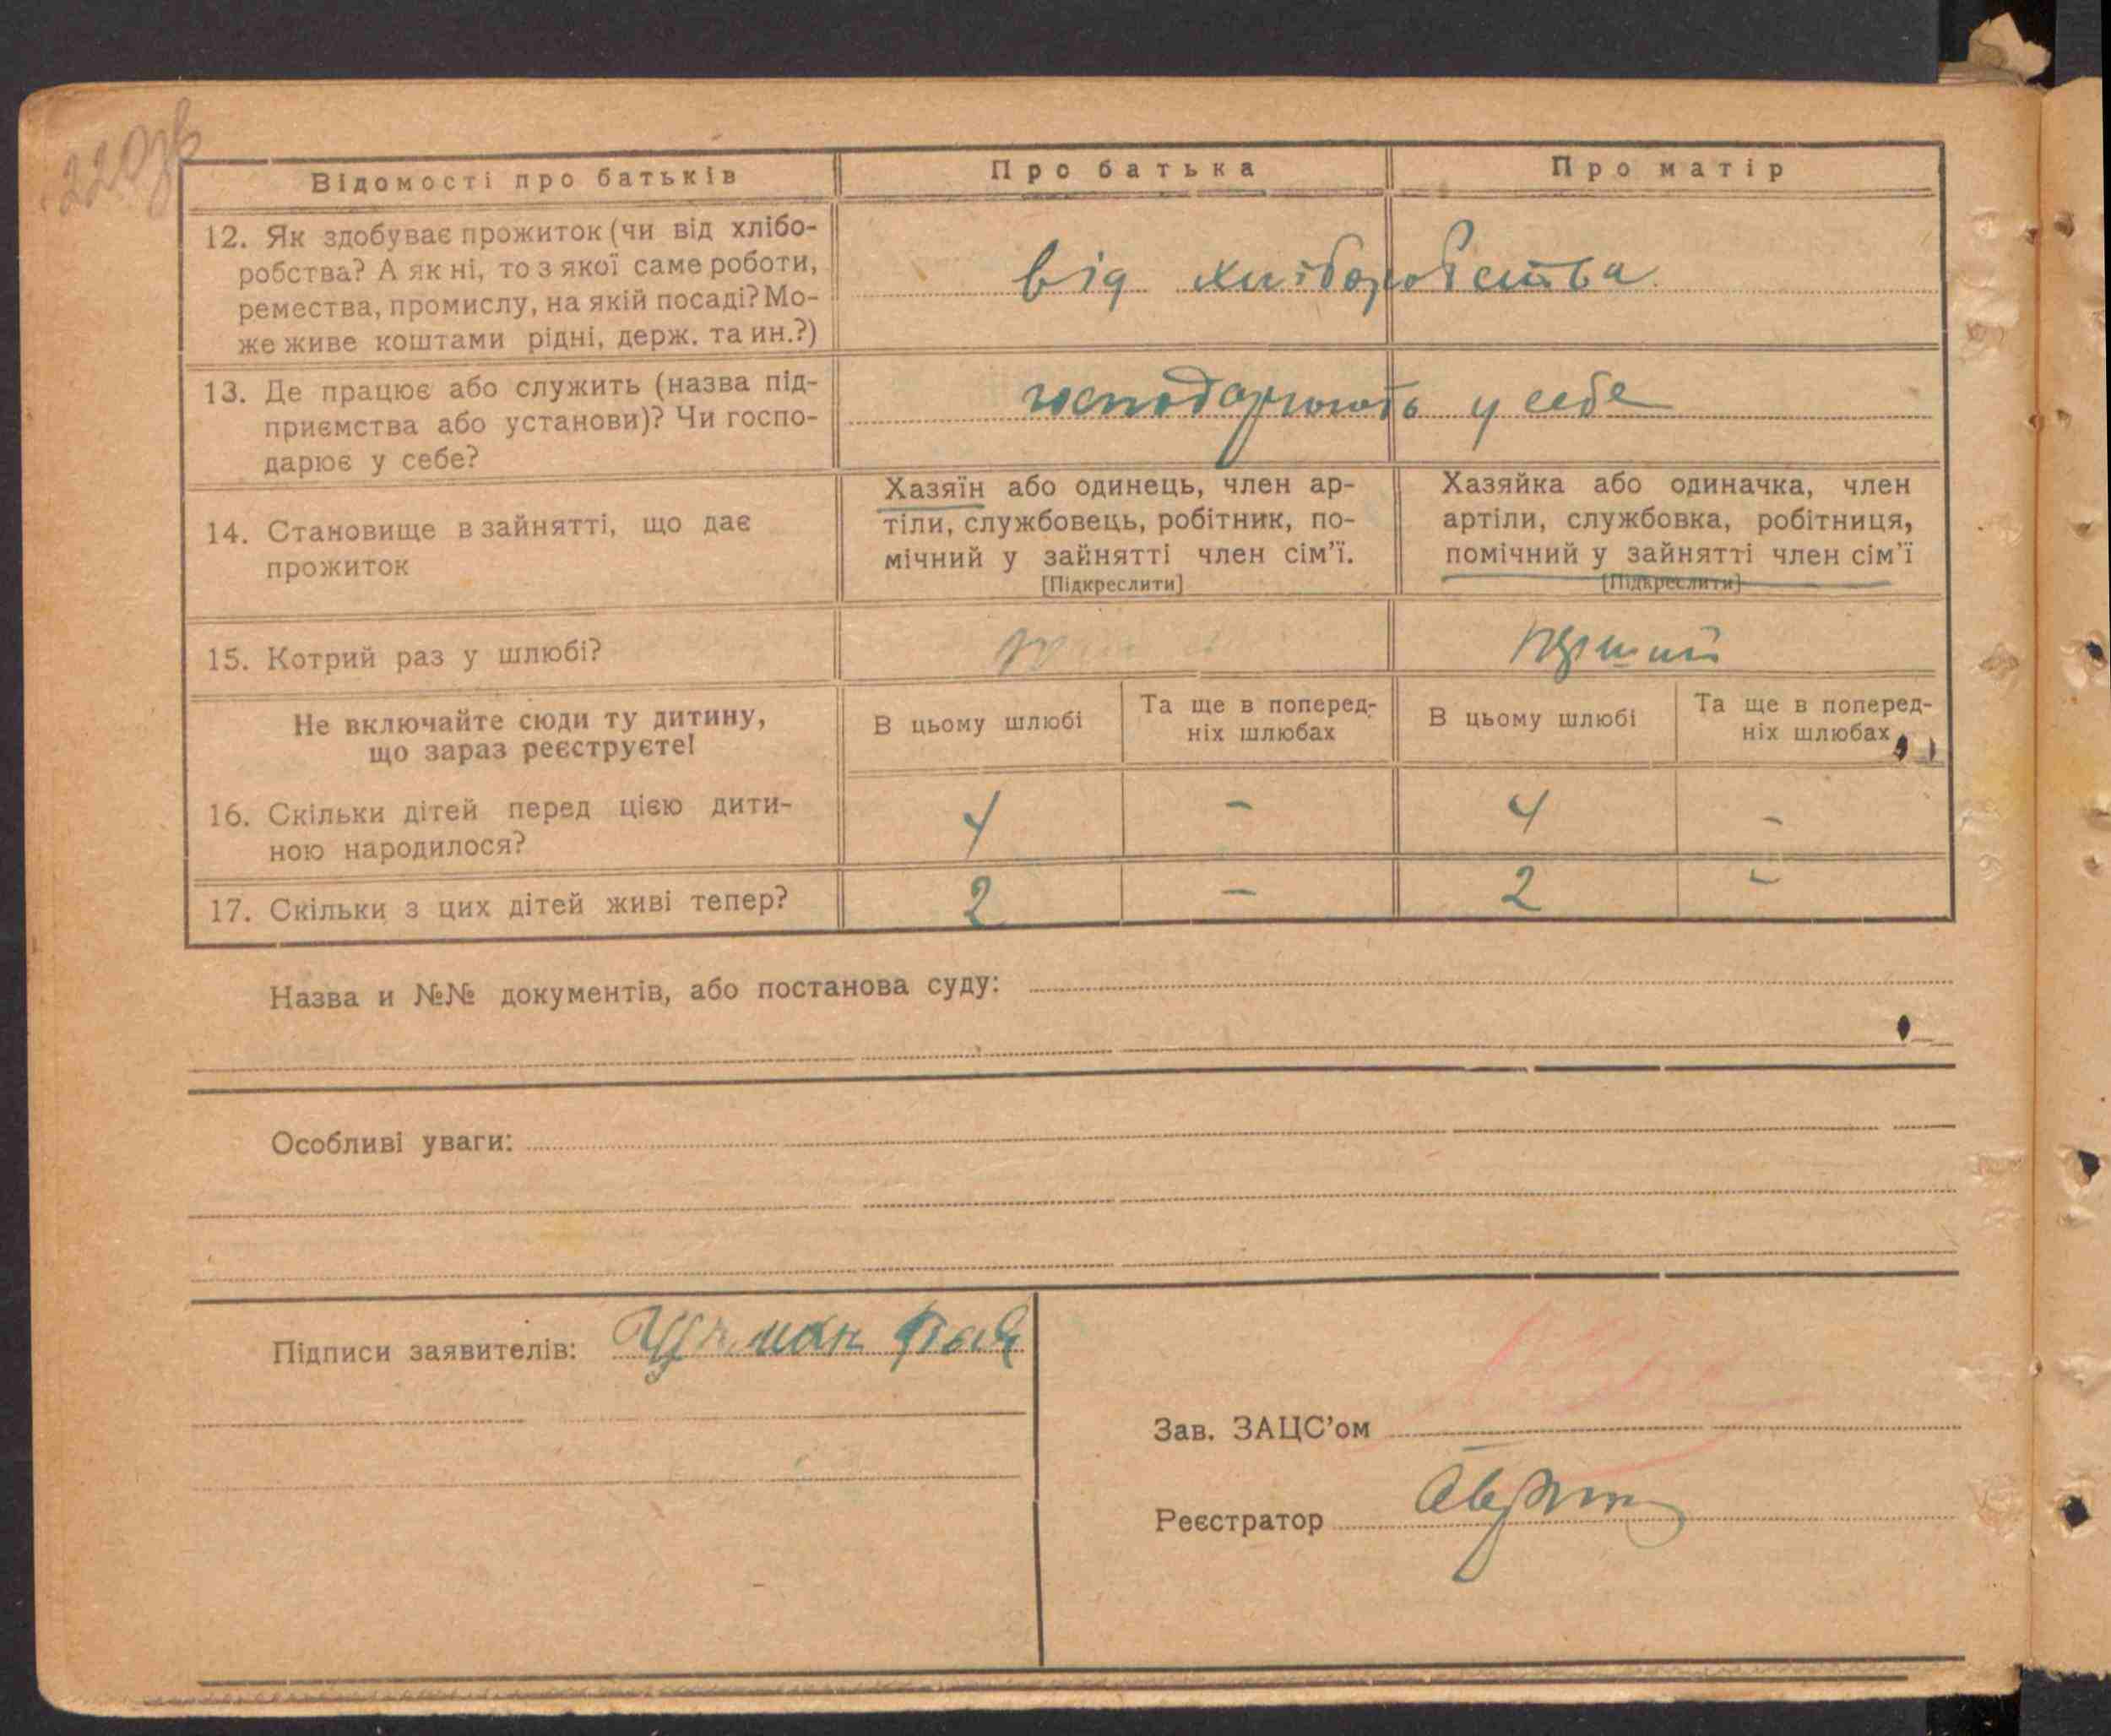 220зв
Відомості про батьків
Про батька
Про матір
12. Як здобуває прожиток (чи від хлібо-
робства? А як ні, то з якої саме роботи,
ремества, промислу, на якій посаді? Мо-
же живе коштами рідні, держ. та ин.?)
від хліборобства
13. Де працює або служить (назва під-
приємства або установи)? Чи госпо-
дарює у себе?
господарюють у себе
14. Становище в зайнятті, що дає
прожиток
Хазяїн або одинець, член ар-
тіли, службовець, робітник, по-
мічний у зайнятті член сім'ї.
[Підкреслити]
Хазяйка або одиначка, член
артіли, службовка, робітниця,
помічний у зайнятті член сім'ї
[Підкреслити]
15. Котрий раз у шлюбі?
перший
Не включайте сюди ту дитину,
що зараз реєструєте!
В цьому шлюбі
Та ще в поперед-
ніх шлюбах
В цьому шлюбі
Та ще в поперед-
ніх шлюбах
16. Скільки дітей перед цією дити-
ною народилося?
4 - 4 -
17. Скільки з цих дітей живі тепер?
2 - 2 -
Назва и №№ документів, або постанова суду:
Особливі уваги:
Підписи заявителів:
Зав. ЗАЦС'ом
Реєстратор